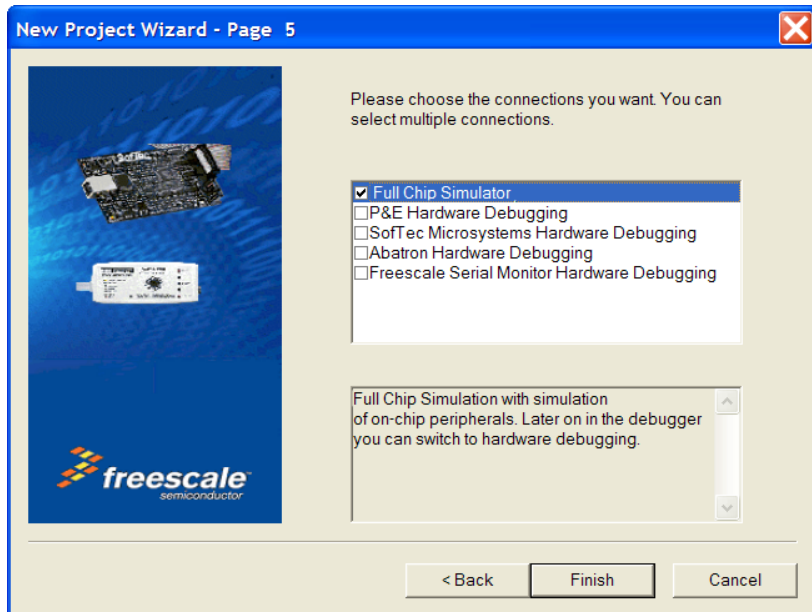 New Project Wizard - Page 5
Please choose the connections you want. You can
select multiple connections.
Full Chip Simulator
P&E Hardware Debugging
SofTec Microsystems Hardware Debugging
Abatron Hardware Debugging
Freescale Serial Monitor Hardware Debugging
Full Chip Simulation with simulation
of on-chip peripherals. Later on in the debugger
you can switch to hardware debugging.
SofTec
freescale
semiconductor
< Back
Finish
Cancel